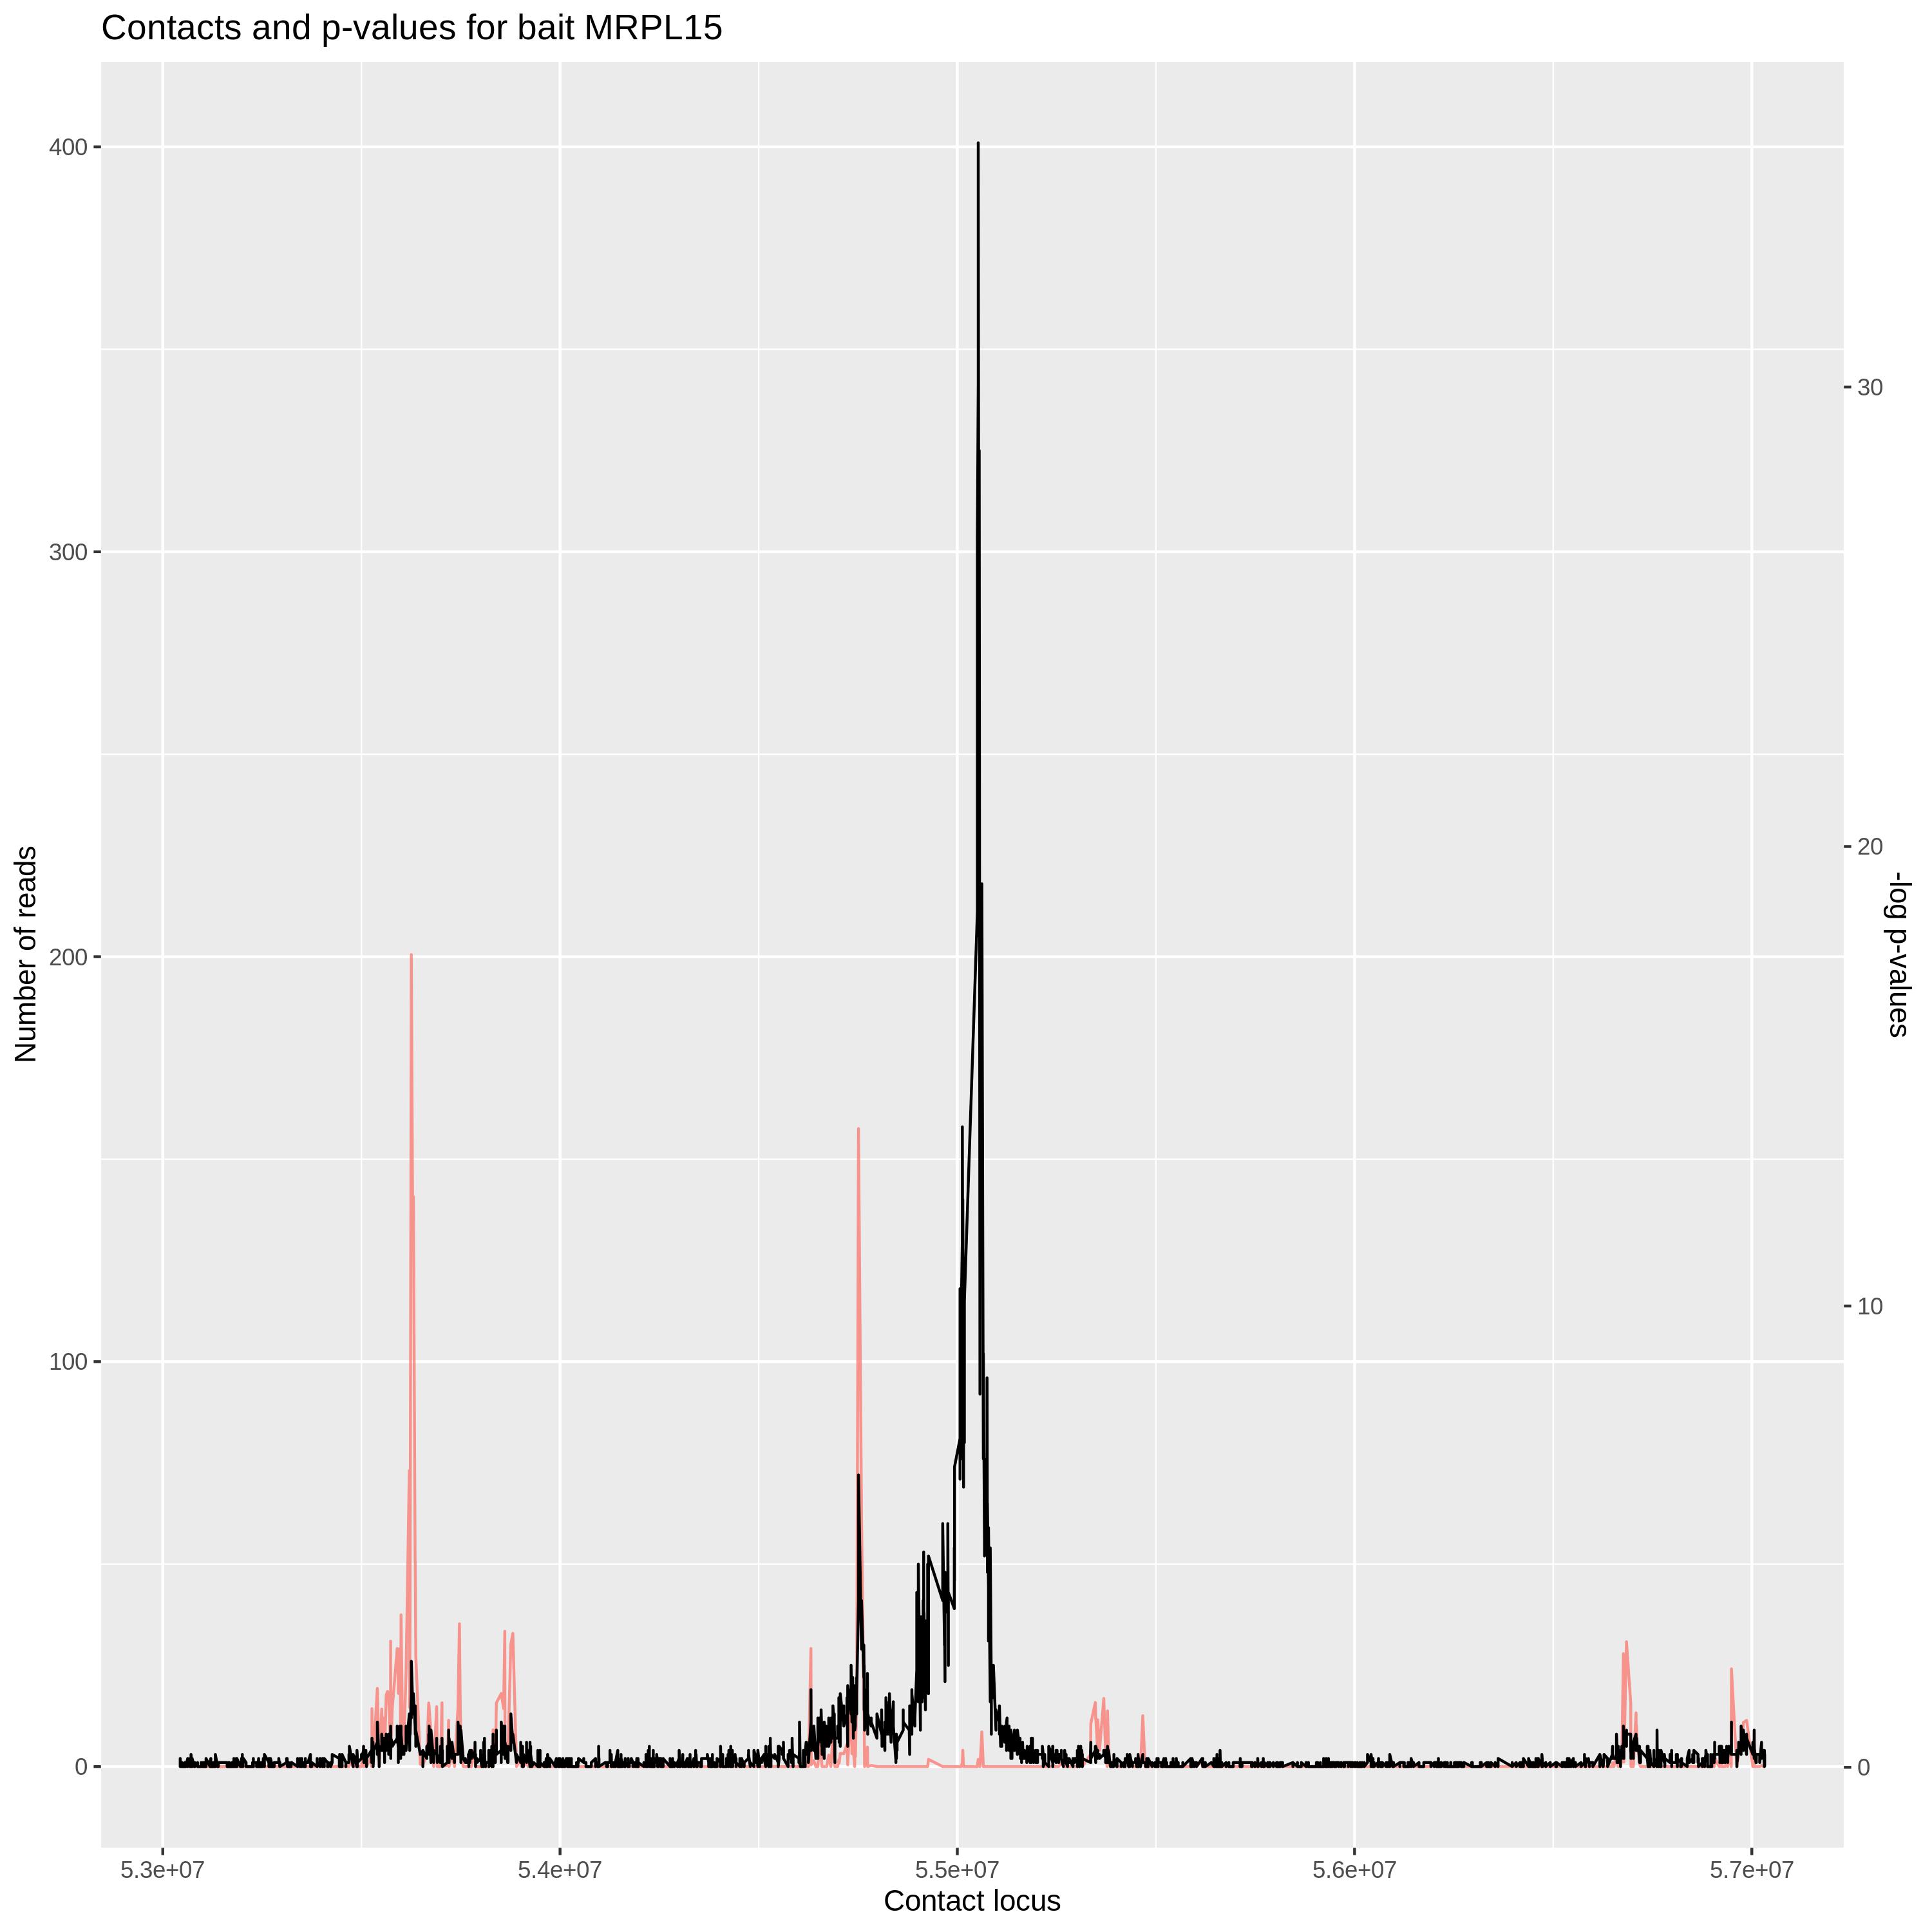 Contacts and p-values for bait MRPL15
400
300
200
100
0
Number of reads
30
20
10
0
-log p-values
5.3e+07 5.4e+07 5.5e+07 5.6e+07 5.7e+07
Contact locus